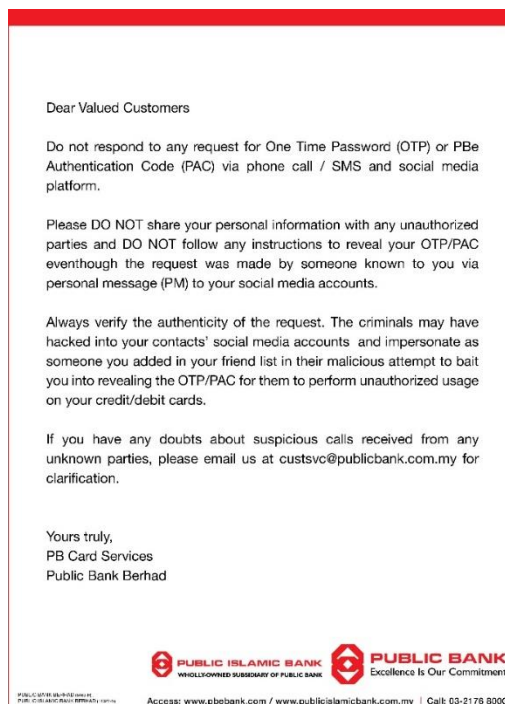 Dear Valued Customers
Do not respond to any request for One Time Password (OTP) or PBe
Authentication Code (PAC) via phone call / SMS and social media
platform.
Please DO NOT share your personal information with any unauthorized
parties and DO NOT follow any instructions to reveal your OTP/PAC
eventhough the request was made by someone known to you via
personal message (PM) to your social media accounts.
Always verify the authenticity of the request. The criminals may have
hacked into your contacts' social media accounts and impersonate as
someone you added in your friend list in their malicious attempt to bait
you into revealing the OTP/PAC for them to perform unauthorized usage
on your credit/debit cards.
If you have any doubts about suspicious calls received from any
unknown parties, please email us at custsvc@publicbank.com.my for
clarification.
Yours truly,
PB Card Services
Public Bank Berhad
PUBLIC ISLAMIC BANK
WHOLLY-OWNED SUBSIDIARY OF PUBLIC BANK
PUBLIC BANK
Excellence Is Our Commitment
PUBLIC BANK BERHAD
PUBLIC ISLAMIC BANK BERHAD
Access: www.pbebank.com / www.publicislamicbank.com.my | Call: 03-2176 8000